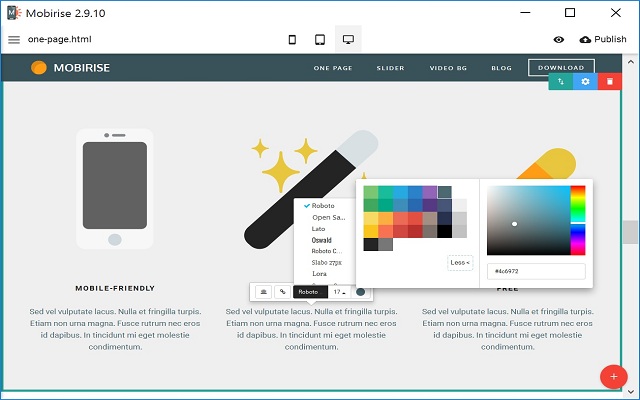 Mobirise 2.9.10
one-page.html
Publish
MOBIRISE
ONE PAGE
SLIDER
VIDEO BG
BLOG
DOWNLOAD
Roboto
Open Sa...
Lato
Oswald
Roboto C...
Slabo 27px
Lora
Less <
#4c6972
Roboto
17
MOBILE-FRIENDLY
FREE
Sed vel vulputate lacus. Nulla et fringilla turpis.
Etiam non urna magna. Fusce rutrum nec eros
id dapibus. In tincidunt mi eget molestie
condimentum.
Sed vel vulputate lacus. Nulla et fringilla turpis.
Etiam non urna magna. Fusce rutrum nec eros
id dapibus. In tincidunt mi eget molestie
condimentum.
Sed vel vulputate lacus. Nulla et fringilla turpis.
Etiam non urna magna. Fusce rutrum nec eros
id dapibus. In tincidunt mi eget molestie
condimentum.